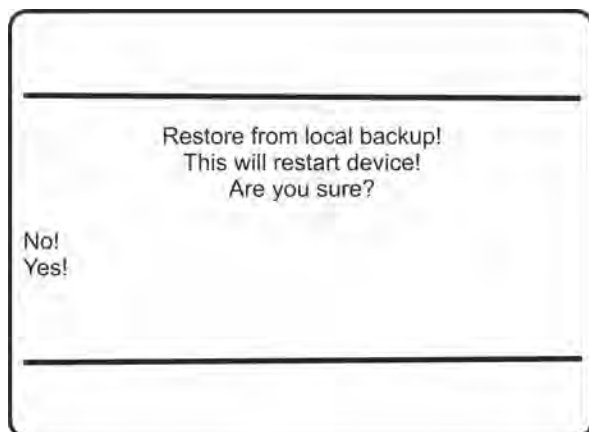 Restore from local backup!
This will restart device!
Are you sure?
No!
Yes!